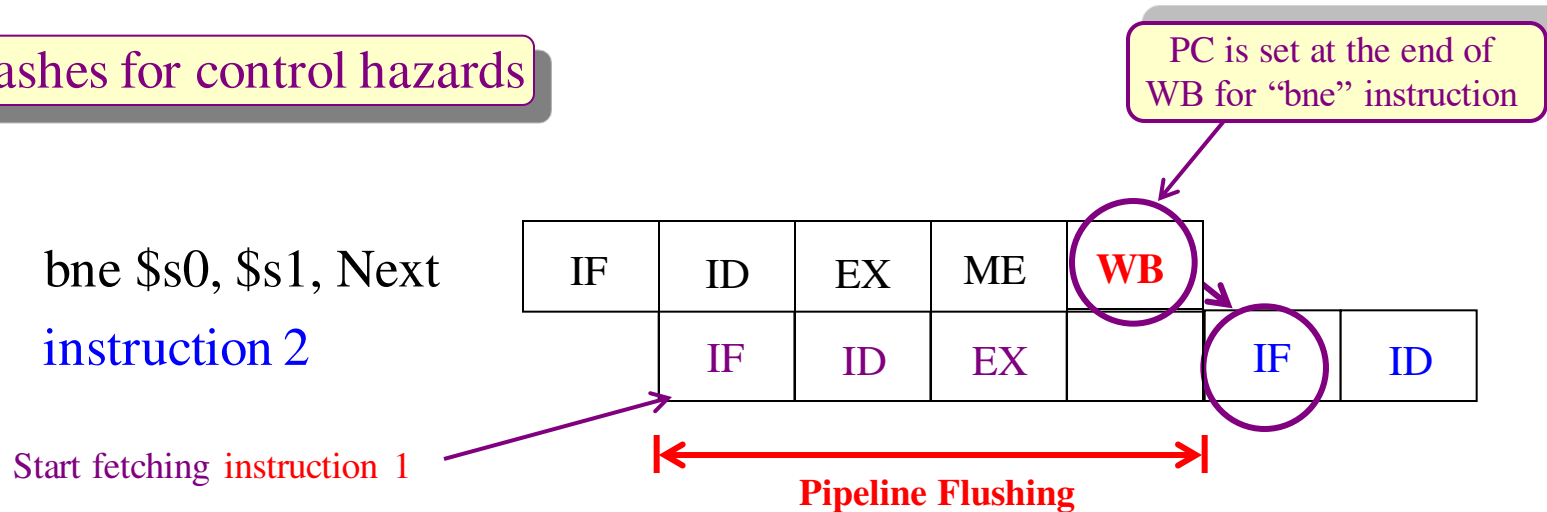 ashes for control hazards
PC is set at the end of
WB for “bne” instruction
bne $s0, $s1, Next
IF ID EX ME WB
instruction 2
IF ID EX IF ID
Start fetching instruction 1
Pipeline Flushing